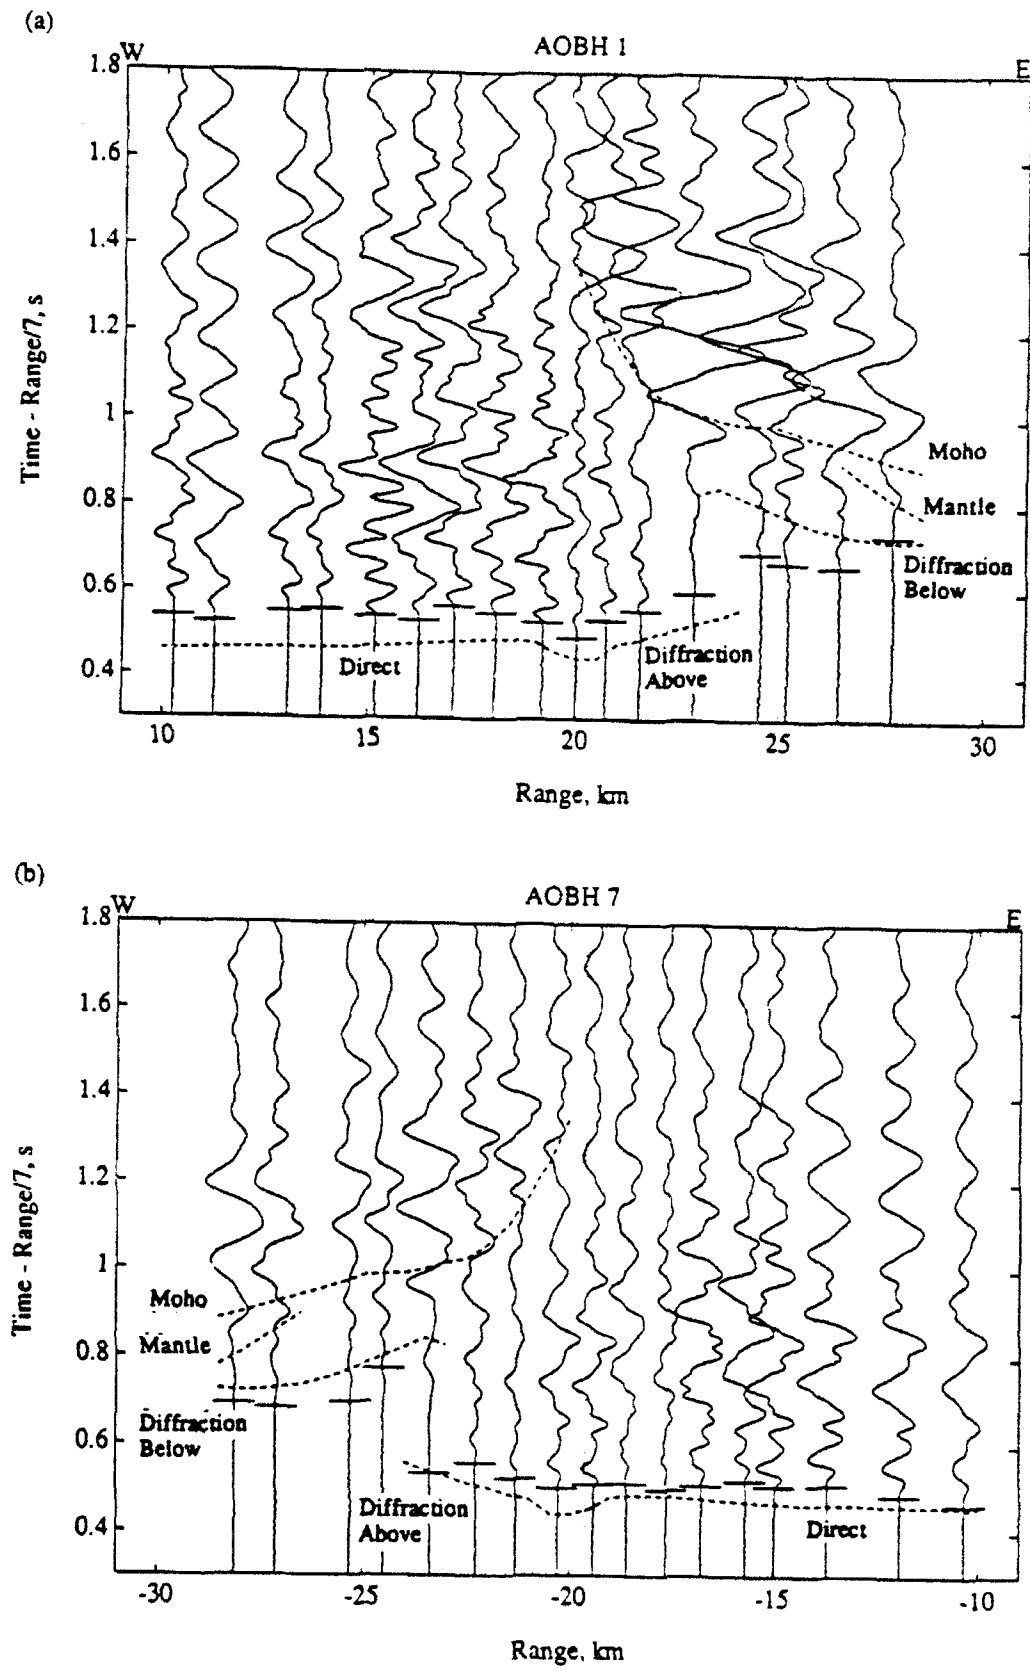 (a)
AOBH 1
W
E
1.8
1.6
1.4
1.2
1
0.8
0.6
0.4
Time - Range/7, s
Moho
Mantle
Diffraction
Below
Direct
Diffraction
Above
10
15
20
25
30
Range, km
(b)
AOBH 7
W
E
1.8
1.6
1.4
1.2
1
0.8
0.6
0.4
Time - Range/7, s
Moho
Mantle
Diffraction
Below
Diffraction
Above
Direct
-30
-25
-20
-15
-10
Range, km